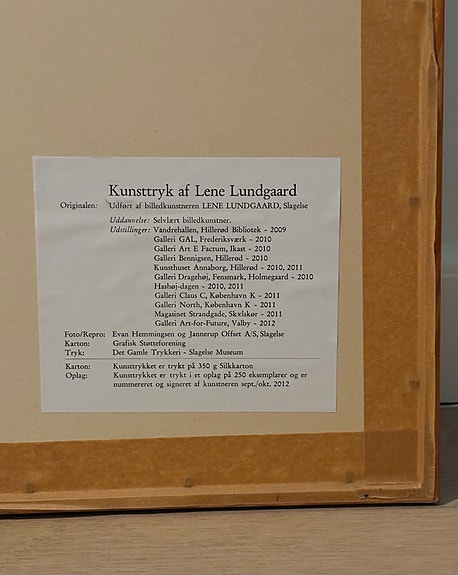 Kunsttryk af Lene Lundgaard
Originalen: Udført af billedkunstneren LENE LUNDGAARD, Slagelse
Uddannelse: Selvlært billedkunstner.
Udstillinger: Vandrehallen, Hillerød Bibliotek - 2009
Galleri GAL, Frederiksværk - 2010
Galleri Art E Factum, Ikast - 2010
Galleri Bennigsen, Hillerød - 2010
Kunsthuset Annaborg, Hillerød - 2010, 2011
Galleri Dragehøj, Fensmark, Holmegaard - 2010
Hashøj-dagen - 2010, 2011
Galleri Claus C, København K - 2011
Galleri North, København K - 2011
Magasinet Strandgade, Skælskør - 2011
Galleri Art-for-Future, Valby - 2012
Foto/Repro: Evan Hemmingsen og Jannerup Offset A/S, Slagelse
Karton: Grafisk Støtteforening
Tryk: Det Gamle Trykkeri - Slagelse Museum
Karton: Kunsttrykket er trykt på 350 g Silkkarton
Oplag: Kunsttrykket er trykt i et oplag på 250 eksemplarer og er
nummereret og signeret af kunstneren sept./okt. 2012